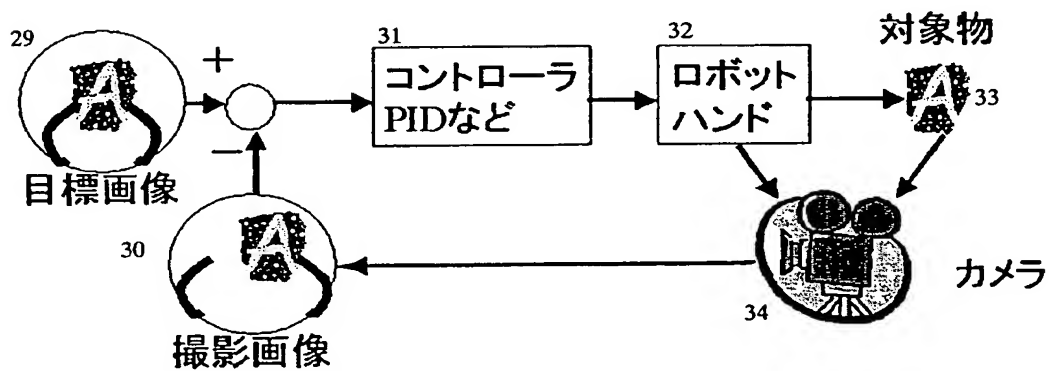 29
+
31
コントローラ
PIDなど
32
ロボット
ハンド
対象物
A
33
A
目標画像
−
30
A
撮影画像
34
カメラ